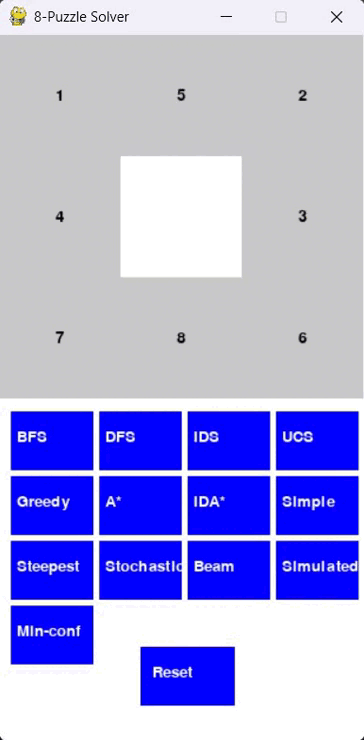 8-Puzzle Solver
1 5 2
4 3
7 8 6
BFS DFS IDS UCS
Greedy A* IDA* Simple
Steepest Stochastic Beam Simulated
Min-conf
Reset